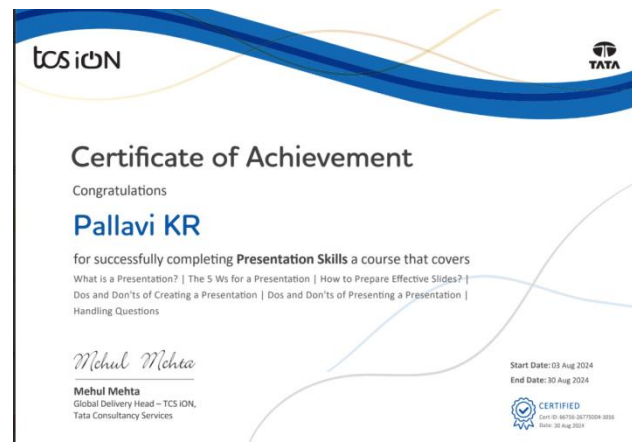 tcs iON
TATA
Certificate of Achievement
Congratulations
Pallavi KR
for successfully completing Presentation Skills a course that covers
What is a Presentation? | The 5 Ws for a Presentation | How to Prepare Effective Slides? |
Dos and Don'ts of Creating a Presentation | Dos and Don'ts of Presenting a Presentation |
Handling Questions
Mehul Mehta
Mehul Mehta
Global Delivery Head – TCS iON,
Tata Consultancy Services
Start Date: 03 Aug 2024
End Date: 30 Aug 2024
CERTIFIED
Cert ID:
Date: 30 Aug 2024